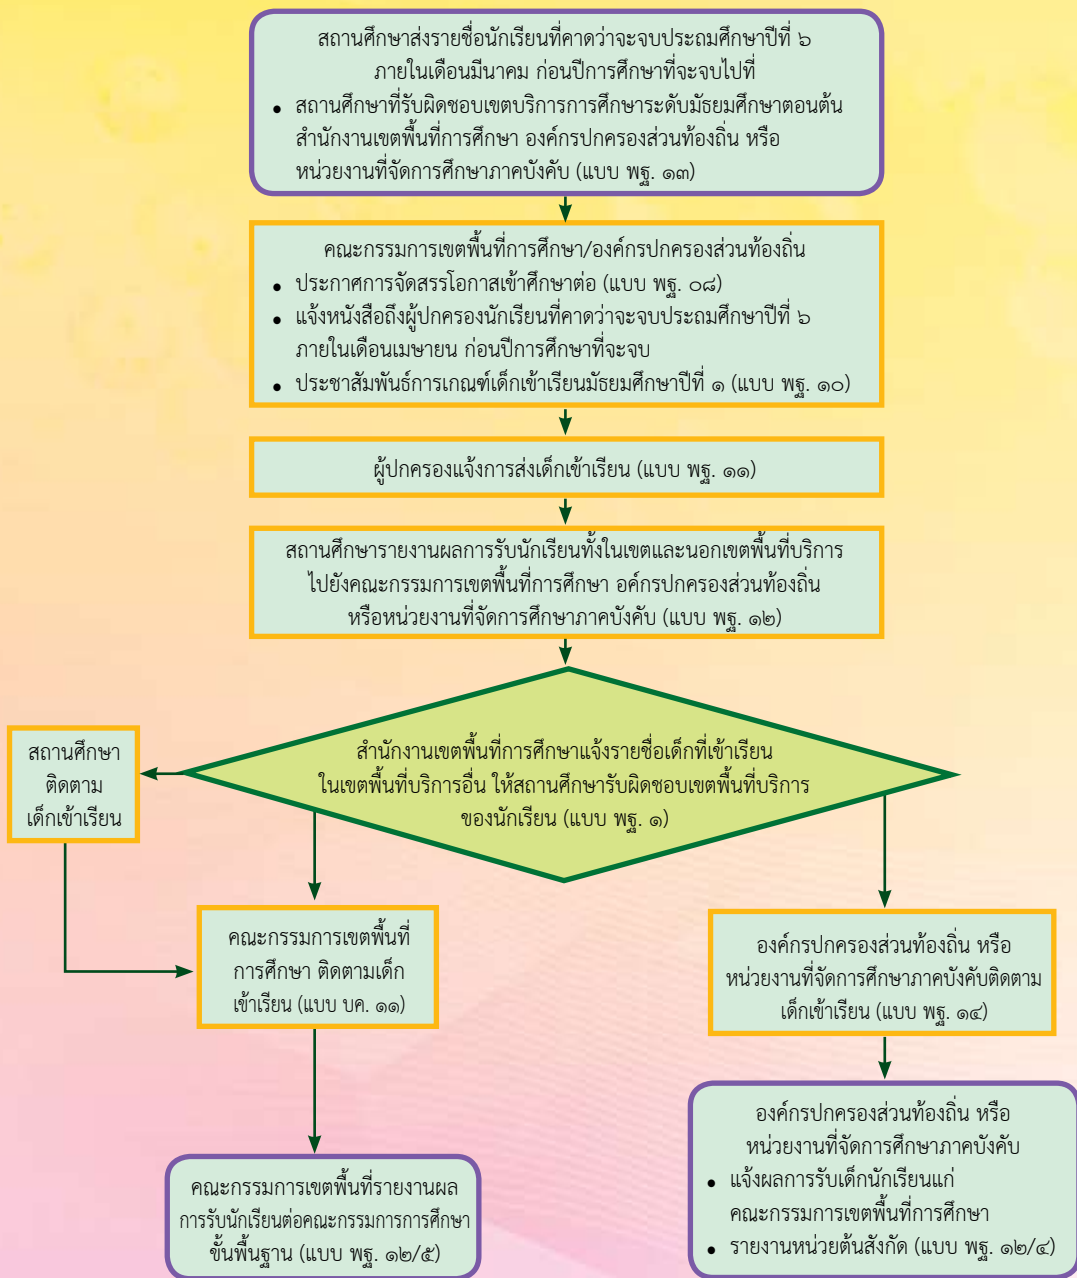 สถานศึกษาส่งรายชื่อนักเรียนที่คาดว่าจะจบประถมศึกษาปีที่ ๖
ภายในเดือนมีนาคม ก่อนปีการศึกษาที่จะจบไปที่
• สถานศึกษาที่รับผิดชอบเขตบริการการศึกษาระดับมัธยมศึกษาตอนต้น
สำนักงานเขตพื้นที่การศึกษา องค์กรปกครองส่วนท้องถิ่น หรือ
หน่วยงานที่จัดการศึกษาภาคบังคับ (แบบ พฐ. ๑๓)
คณะกรรมการเขตพื้นที่การศึกษา/องค์กรปกครองส่วนท้องถิ่น
• ประกาศการจัดสรรโอกาสเข้าศึกษาต่อ (แบบ พฐ. ๐๘)
• แจ้งหนังสือถึงผู้ปกครองนักเรียนที่คาดว่าจะจบประถมศึกษาปีที่ ๖
ภายในเดือนเมษายน ก่อนปีการศึกษาที่จะจบ
• ประชาสัมพันธ์การเกณฑ์เด็กเข้าเรียนมัธยมศึกษาปีที่ ๑ (แบบ พฐ. ๑๐)
ผู้ปกครองแจ้งการส่งเด็กเข้าเรียน (แบบ พฐ. ๑๑)
สถานศึกษารายงานผลการรับนักเรียนทั้งในเขตและนอกเขตพื้นที่บริการ
ไปยังคณะกรรมการเขตพื้นที่การศึกษา องค์กรปกครองส่วนท้องถิ่น
หรือหน่วยงานที่จัดการศึกษาภาคบังคับ (แบบ พฐ. ๑๒)
สำนักงานเขตพื้นที่การศึกษาแจ้งรายชื่อเด็กที่เข้าเรียน
ในเขตพื้นที่บริการอื่น ให้สถานศึกษารับผิดชอบเขตพื้นที่บริการ
ของนักเรียน (แบบ พฐ. ๑)
สถานศึกษา
ติดตาม
เด็กเข้าเรียน
คณะกรรมการเขตพื้นที่
การศึกษา ติดตามเด็ก
เข้าเรียน (แบบ บค. ๑๑)
องค์กรปกครองส่วนท้องถิ่น หรือ
หน่วยงานที่จัดการศึกษาภาคบังคับติดตาม
เด็กเข้าเรียน (แบบ พฐ. ๑๔)
คณะกรรมการเขตพื้นที่รายงานผล
การรับนักเรียนต่อคณะกรรมการการศึกษา
ขั้นพื้นฐาน (แบบ พฐ. ๑๒/๕)
องค์กรปกครองส่วนท้องถิ่น หรือ
หน่วยงานที่จัดการศึกษาภาคบังคับ
• แจ้งผลการรับเด็กนักเรียนแก่
คณะกรรมการเขตพื้นที่การศึกษา
• รายงานหน่วยต้นสังกัด (แบบ พฐ. ๑๒/๔)